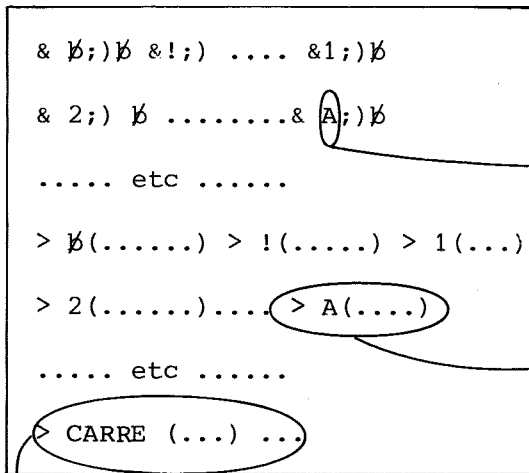 & ␢;)␢ &!;) .... &1;)␢
& 2;) ␢ ........& A;)␢
..... etc ......
> ␢(......) > !(.....) > 1(...)
> 2(......).... > A(....)
..... etc ......
> CARRE (...) ...